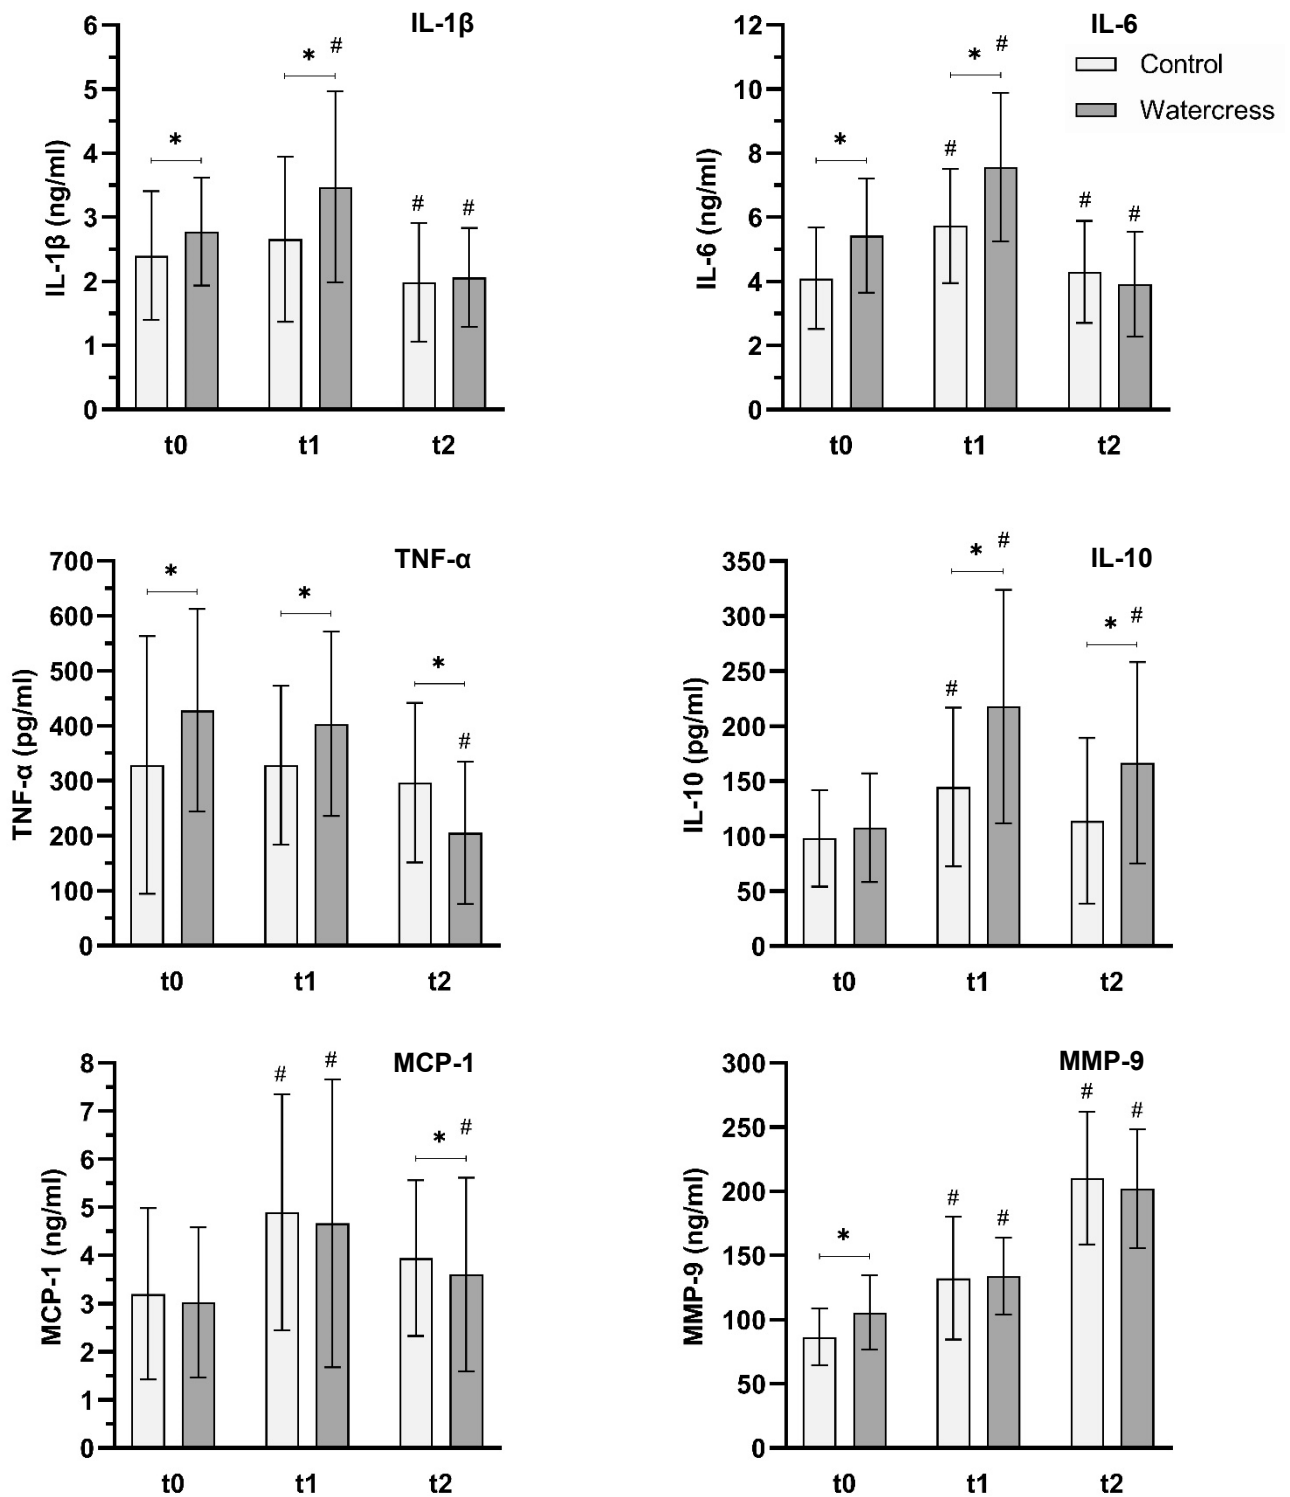 IL-1β
IL-1β (ng/ml)
6
5
4
3
2
1
0
* * #
# #
t0 t1 t2
IL-6
Control
Watercress
IL-6 (ng/ml)
12
10
8
6
4
2
0
* # * #
# #
t0 t1 t2
TNF-α
TNF-α (pg/ml)
700
600
500
400
300
200
100
0
* * * #
t0 t1 t2
IL-10
IL-10 (pg/ml)
350
300
250
200
150
100
50
0
# * # * #
t0 t1 t2
MCP-1
MCP-1 (ng/ml)
8
7
6
5
4
3
2
1
0
# # * #
t0 t1 t2
MMP-9
MMP-9 (ng/ml)
300
250
200
150
100
50
0
* # # # #
t0 t1 t2